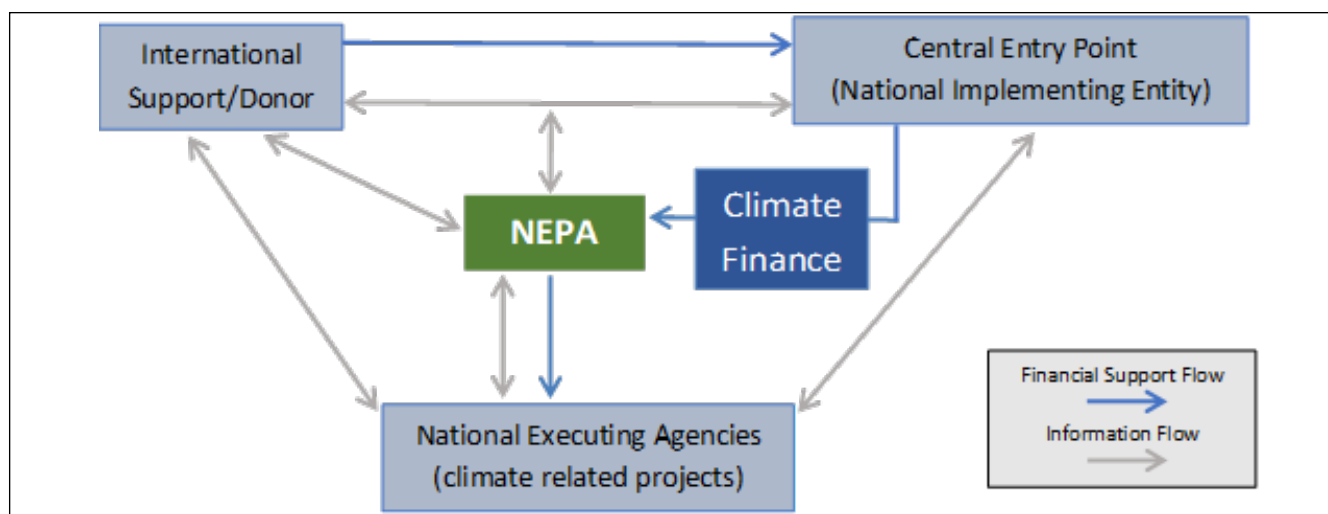 International
Support/Donor
Central Entry Point
(National Implementing Entity)
NEPA
Climate
Finance
National Executing Agencies
(climate related projects)
Financial Support Flow
Information Flow